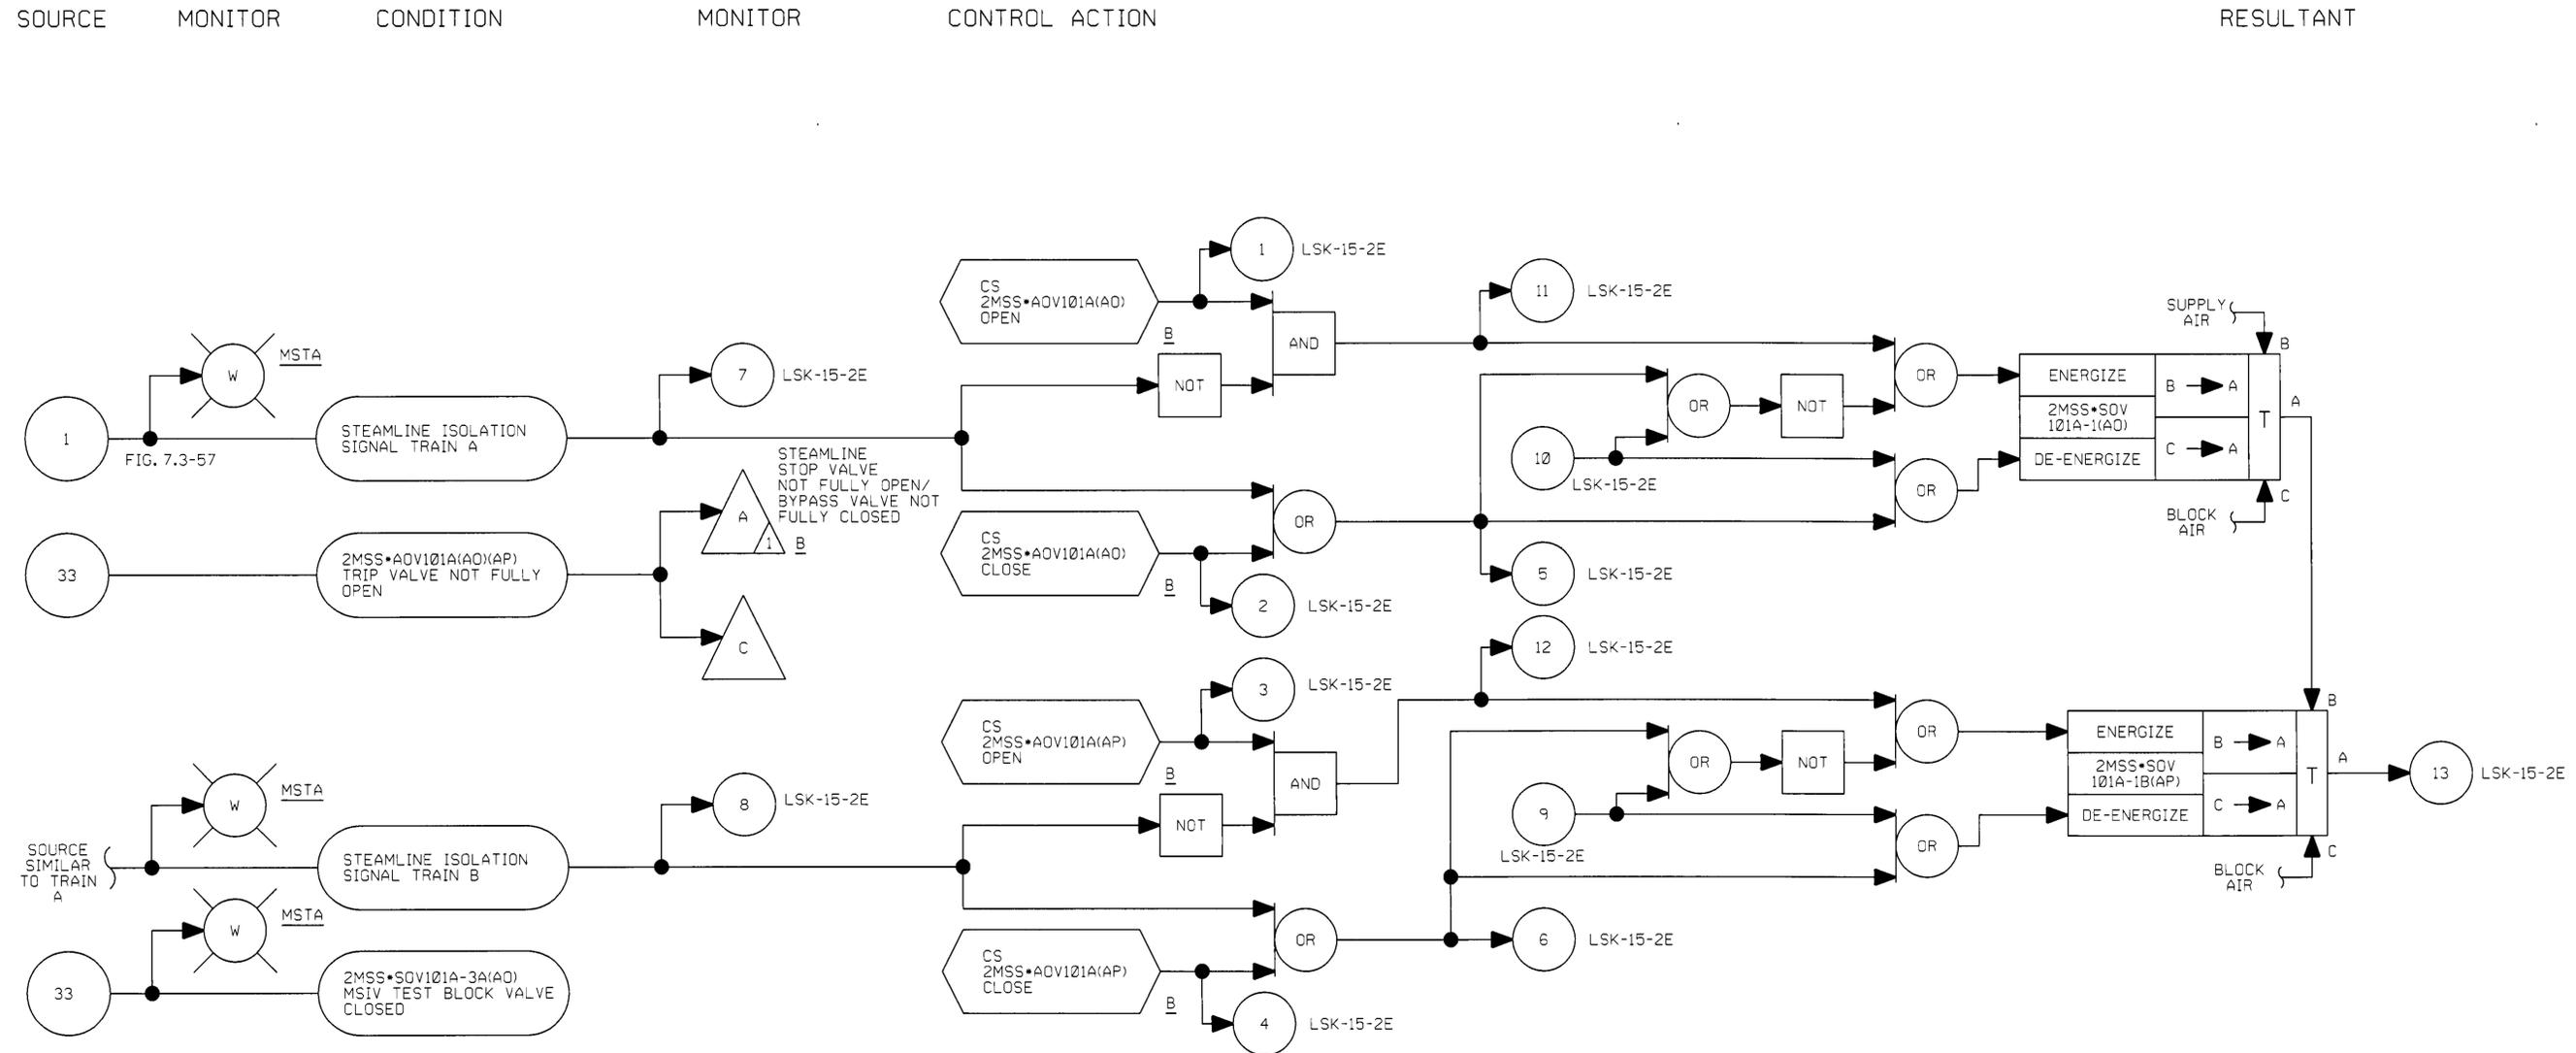 SOURCE MONITOR CONDITION MONITOR CONTROL ACTION RESULTANT
1 LSK-15-2E
CS
2MSS*AOV101A(AO)
OPEN
B
11 LSK-15-2E
AND
NOT
SUPPLY
AIR
B
W MSTA
7 LSK-15-2E
1
FIG. 7.3-57
STEAMLINE ISOLATION
SIGNAL TRAIN A
OR
NOT
OR
10
LSK-15-2E
OR
ENERGIZE
2MSS*SOV
101A-1(AO)
DE-ENERGIZE
B A
C A
T
A
C
BLOCK
AIR
STEAMLINE
STOP VALVE
NOT FULLY OPEN/
BYPASS VALVE NOT
FULLY CLOSED
A
1 B
C
33
2MSS*AOV101A(AO)(AP)
TRIP VALVE NOT FULLY
OPEN
CS
2MSS*AOV101A(AO)
CLOSE
B
OR
2 LSK-15-2E
5 LSK-15-2E
12 LSK-15-2E
3 LSK-15-2E
CS
2MSS*AOV101A(AP)
OPEN
B
AND
NOT
OR
NOT
OR
9
LSK-15-2E
OR
B
ENERGIZE
2MSS*SOV
101A-1B(AP)
DE-ENERGIZE
B A
C A
T
A
13 LSK-15-2E
C
BLOCK
AIR
W MSTA
8 LSK-15-2E
SOURCE
SIMILAR
TO TRAIN
A
STEAMLINE ISOLATION
SIGNAL TRAIN B
W MSTA
33
2MSS*SOV101A-3A(AO)
MSIV TEST BLOCK VALVE
CLOSED
CS
2MSS*AOV101A(AP)
CLOSE
B
OR
6 LSK-15-2E
4 LSK-15-2E